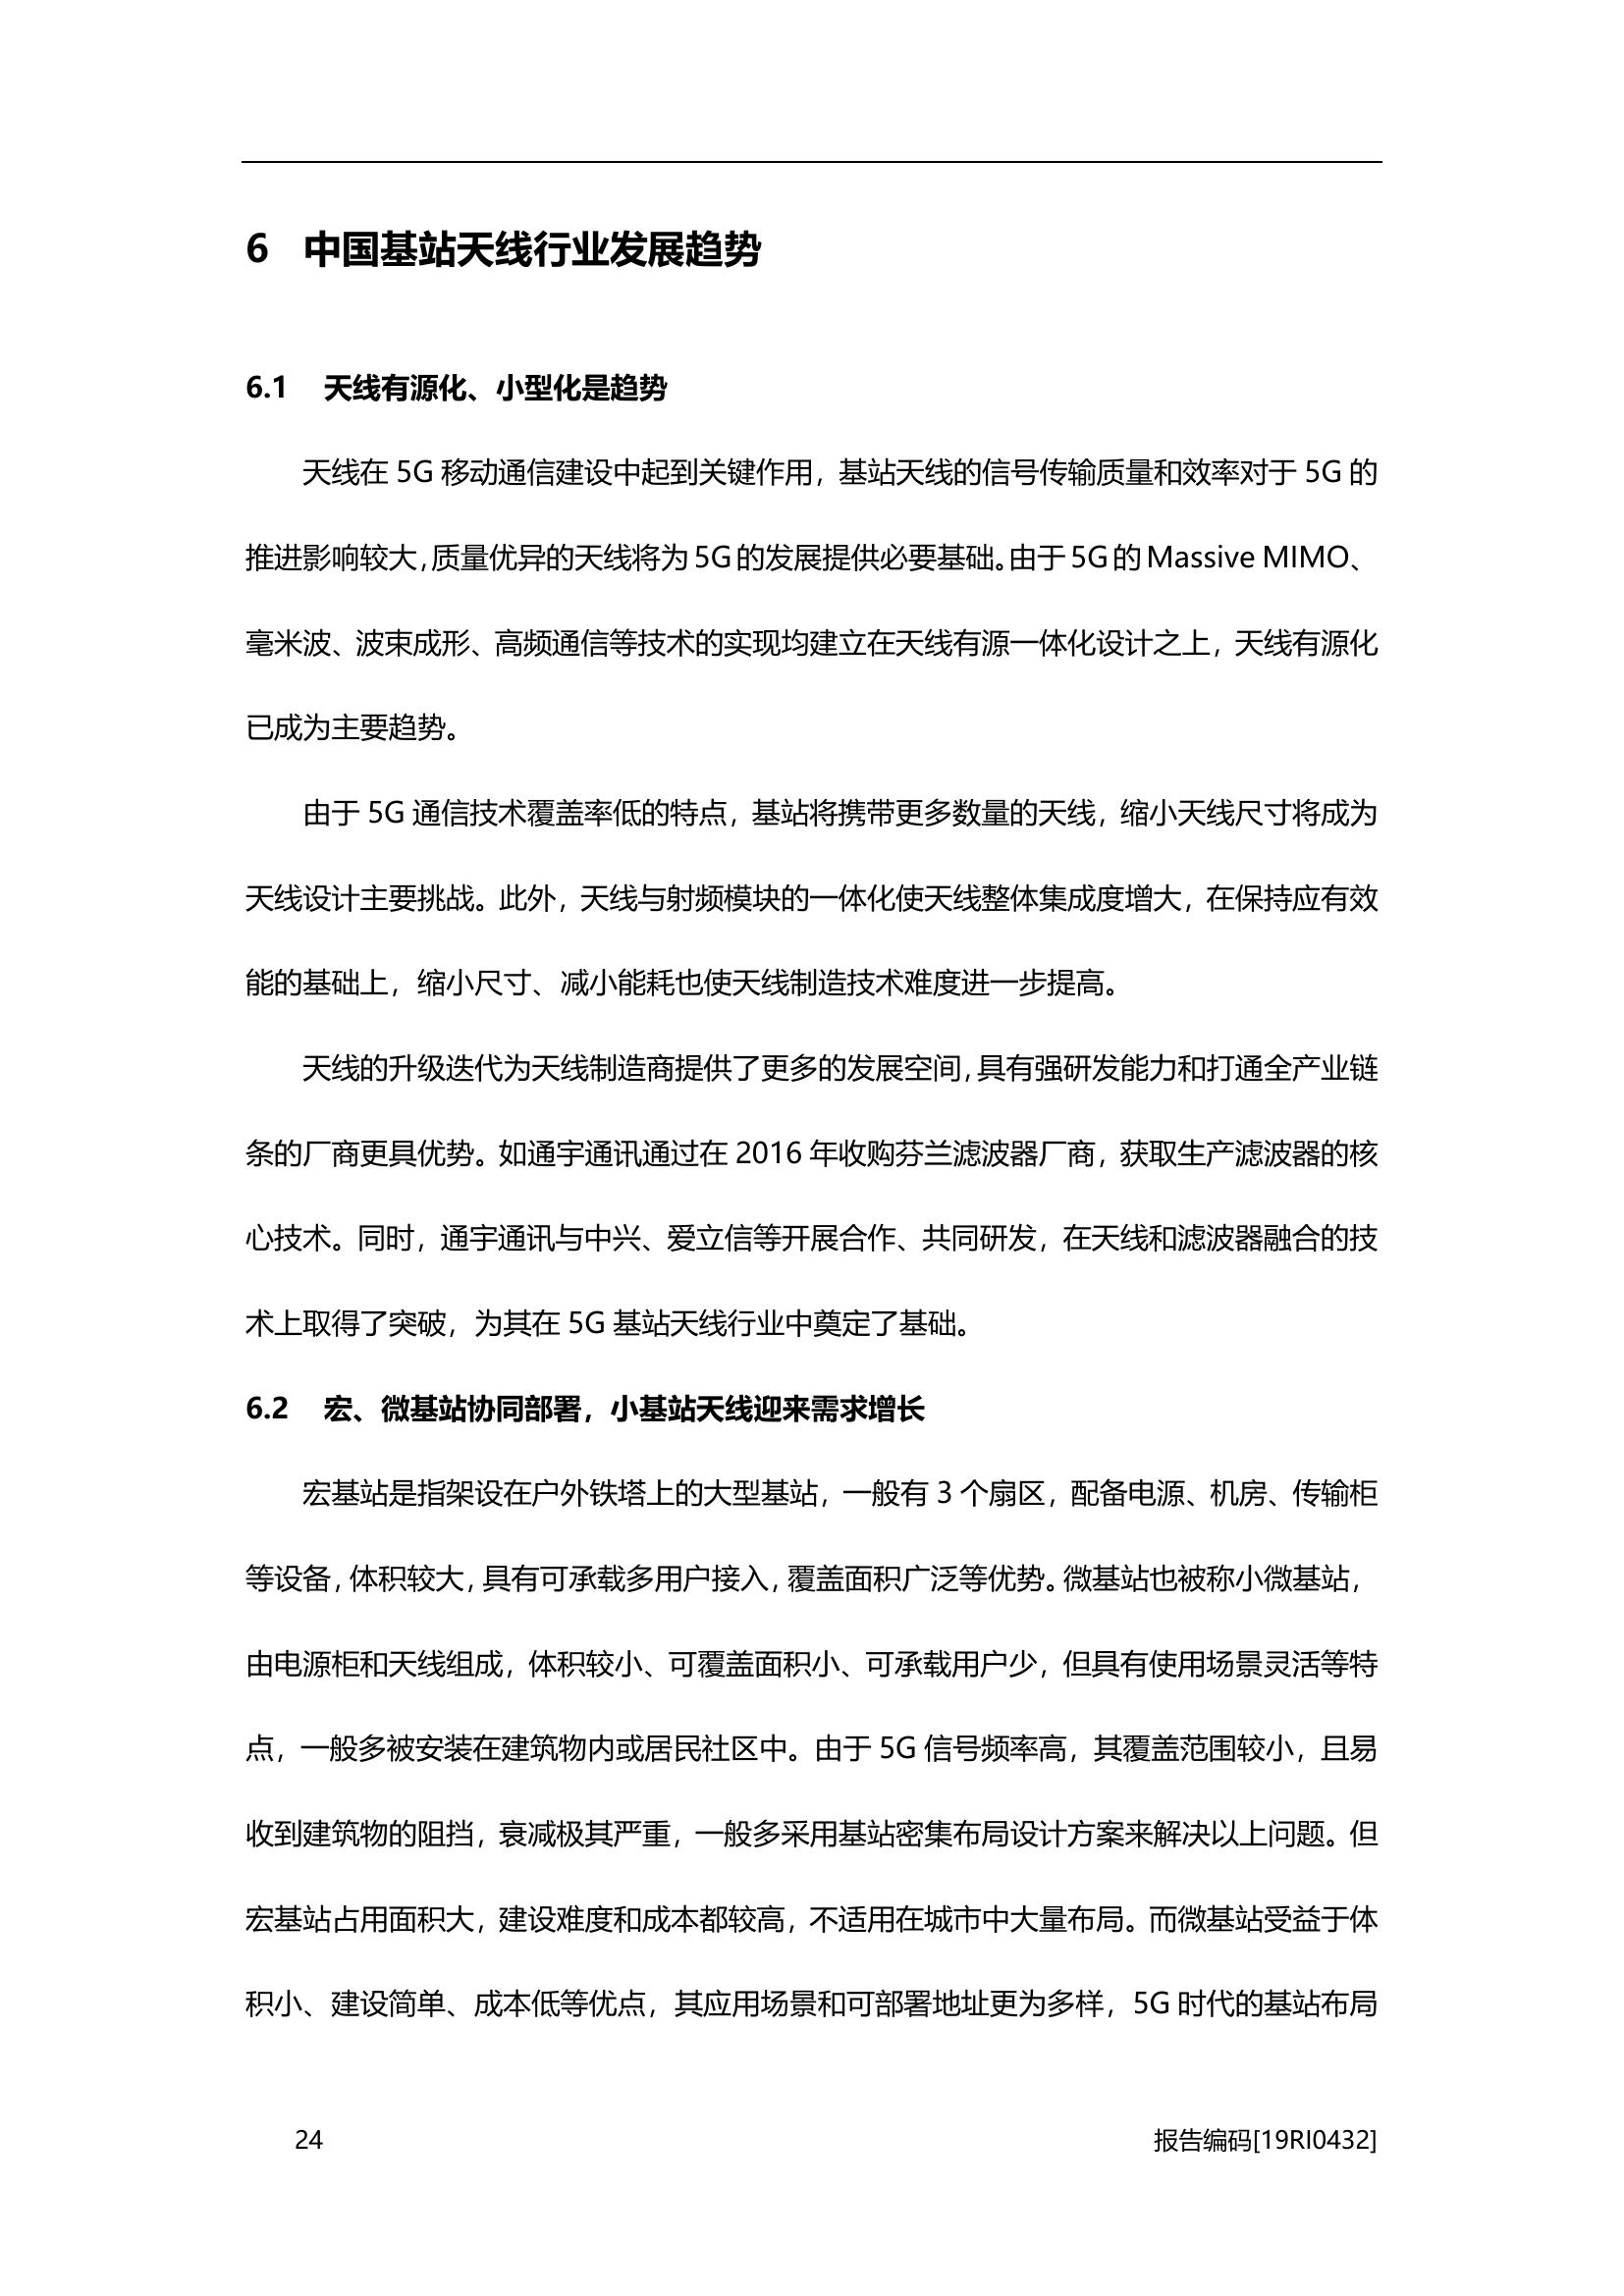 6 中国基站天线行业发展趋势
6.1 天线有源化、小型化是趋势
天线在 5G 移动通信建设中起到关键作用，基站天线的信号传输质量和效率对于 5G 的
推进影响较大，质量优异的天线将为 5G 的发展提供必要基础。由于 5G 的 Massive MIMO、
毫米波、波束成形、高频通信等技术的实现均建立在天线有源一体化设计之上，天线有源化
已成为主要趋势。
由于 5G 通信技术覆盖率低的特点，基站将携带更多数量的天线，缩小天线尺寸将成为
天线设计主要挑战。此外，天线与射频模块的一体化使天线整体集成度增大，在保持应有效
能的基础上，缩小尺寸、减小能耗也使天线制造技术难度进一步提高。
天线的升级迭代为天线制造商提供了更多的发展空间，具有强研发能力和打通全产业链
条的厂商更具优势。如通宇通讯通过在 2016 年收购芬兰滤波器厂商，获取生产滤波器的核
心技术。同时，通宇通讯与中兴、爱立信等开展合作、共同研发，在天线和滤波器融合的技
术上取得了突破，为其在 5G 基站天线行业中奠定了基础。
6.2 宏、微基站协同部署，小基站天线迎来需求增长
宏基站是指架设在户外铁塔上的大型基站，一般有 3 个扇区，配备电源、机房、传输柜
等设备，体积较大，具有可承载多用户接入，覆盖面积广泛等优势。微基站也被称小微基站，
由电源柜和天线组成，体积较小、可覆盖面积小、可承载用户少，但具有使用场景灵活等特
点，一般多被安装在建筑物内或居民社区中。由于 5G 信号频率高，其覆盖范围较小，且易
收到建筑物的阻挡，衰减极其严重，一般多采用基站密集布局设计方案来解决以上问题。但
宏基站占用面积大，建设难度和成本都较高，不适用在城市中大量布局。而微基站受益于体
积小、建设简单、成本低等优点，其应用场景和可部署地址更为多样，5G 时代的基站布局
24 报告编码[19RI0432]